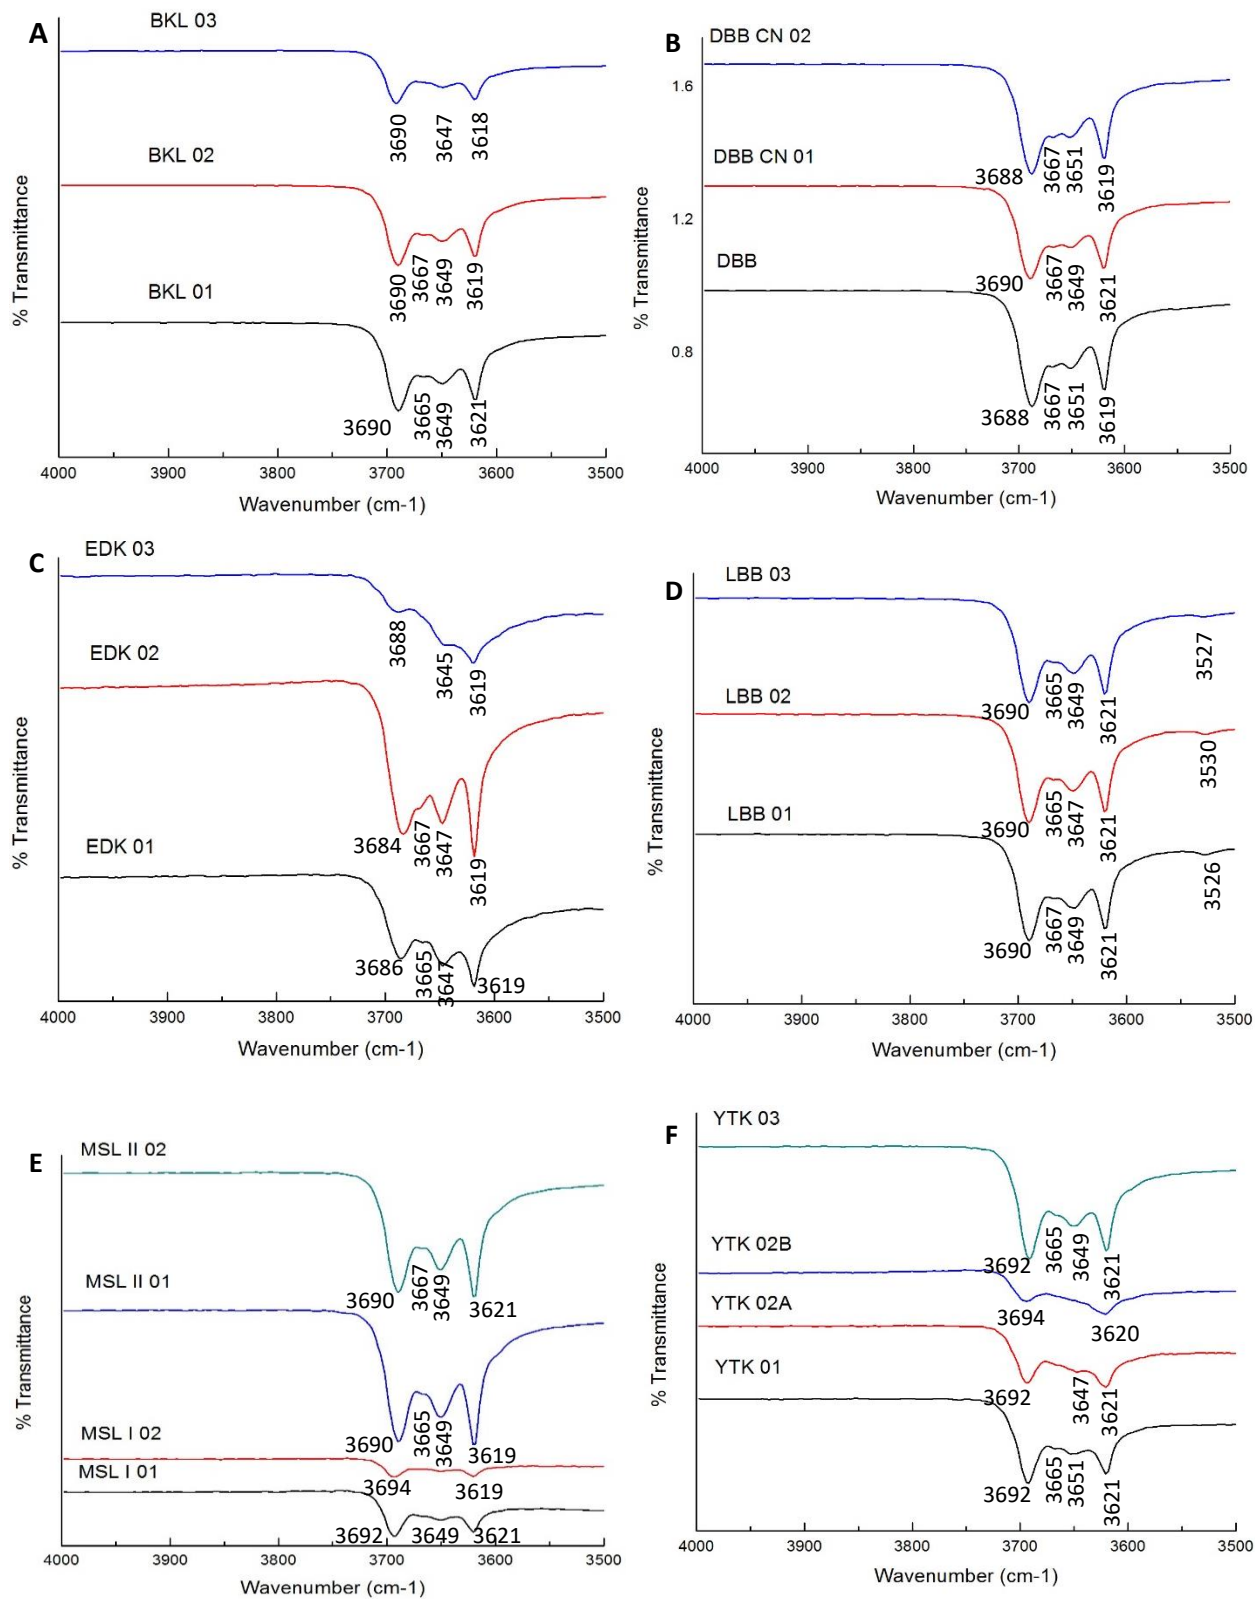 A
BKL 03
3690
3647
3618
BKL 02
3690
3667
3649
3619
BKL 01
3690
3665
3649
3621
% Transmittance
4000 3900 3800 3700 3600 3500
Wavenumber (cm-1)
B
DBB CN 02
1.6
3688
3667
3651
3619
DBB CN 01
1.2
3690
3667
3649
3621
DBB
0.8
3688
3667
3651
3619
% Transmittance
4000 3900 3800 3700 3600 3500
Wavenumber (cm-1)
C
EDK 03
3688
3645
3619
EDK 02
3684
3667
3647
3619
EDK 01
3686
3665
3647
3619
% Transmittance
4000 3900 3800 3700 3600 3500
Wavenumber (cm-1)
D
LBB 03
3690
3665
3649
3621
3527
LBB 02
3690
3665
3647
3621
3530
LBB 01
3690
3667
3649
3621
3526
% Transmittance
4000 3900 3800 3700 3600 3500
Wavenumber (cm-1)
E
MSL II 02
3690
3667
3649
3621
MSL II 01
3690
3665
3649
3619
MSL I 02
3694
3619
MSL I 01
3692
3649
3621
% Transmittance
4000 3900 3800 3700 3600 3500
Wavenumber (cm-1)
F
YTK 03
3692
3665
3649
3621
YTK 02B
3694
3620
YTK 02A
3692
3647
3621
YTK 01
3692
3665
3651
3621
% Transmittance
4000 3900 3800 3700 3600 3500
Wavenumber (cm-1)